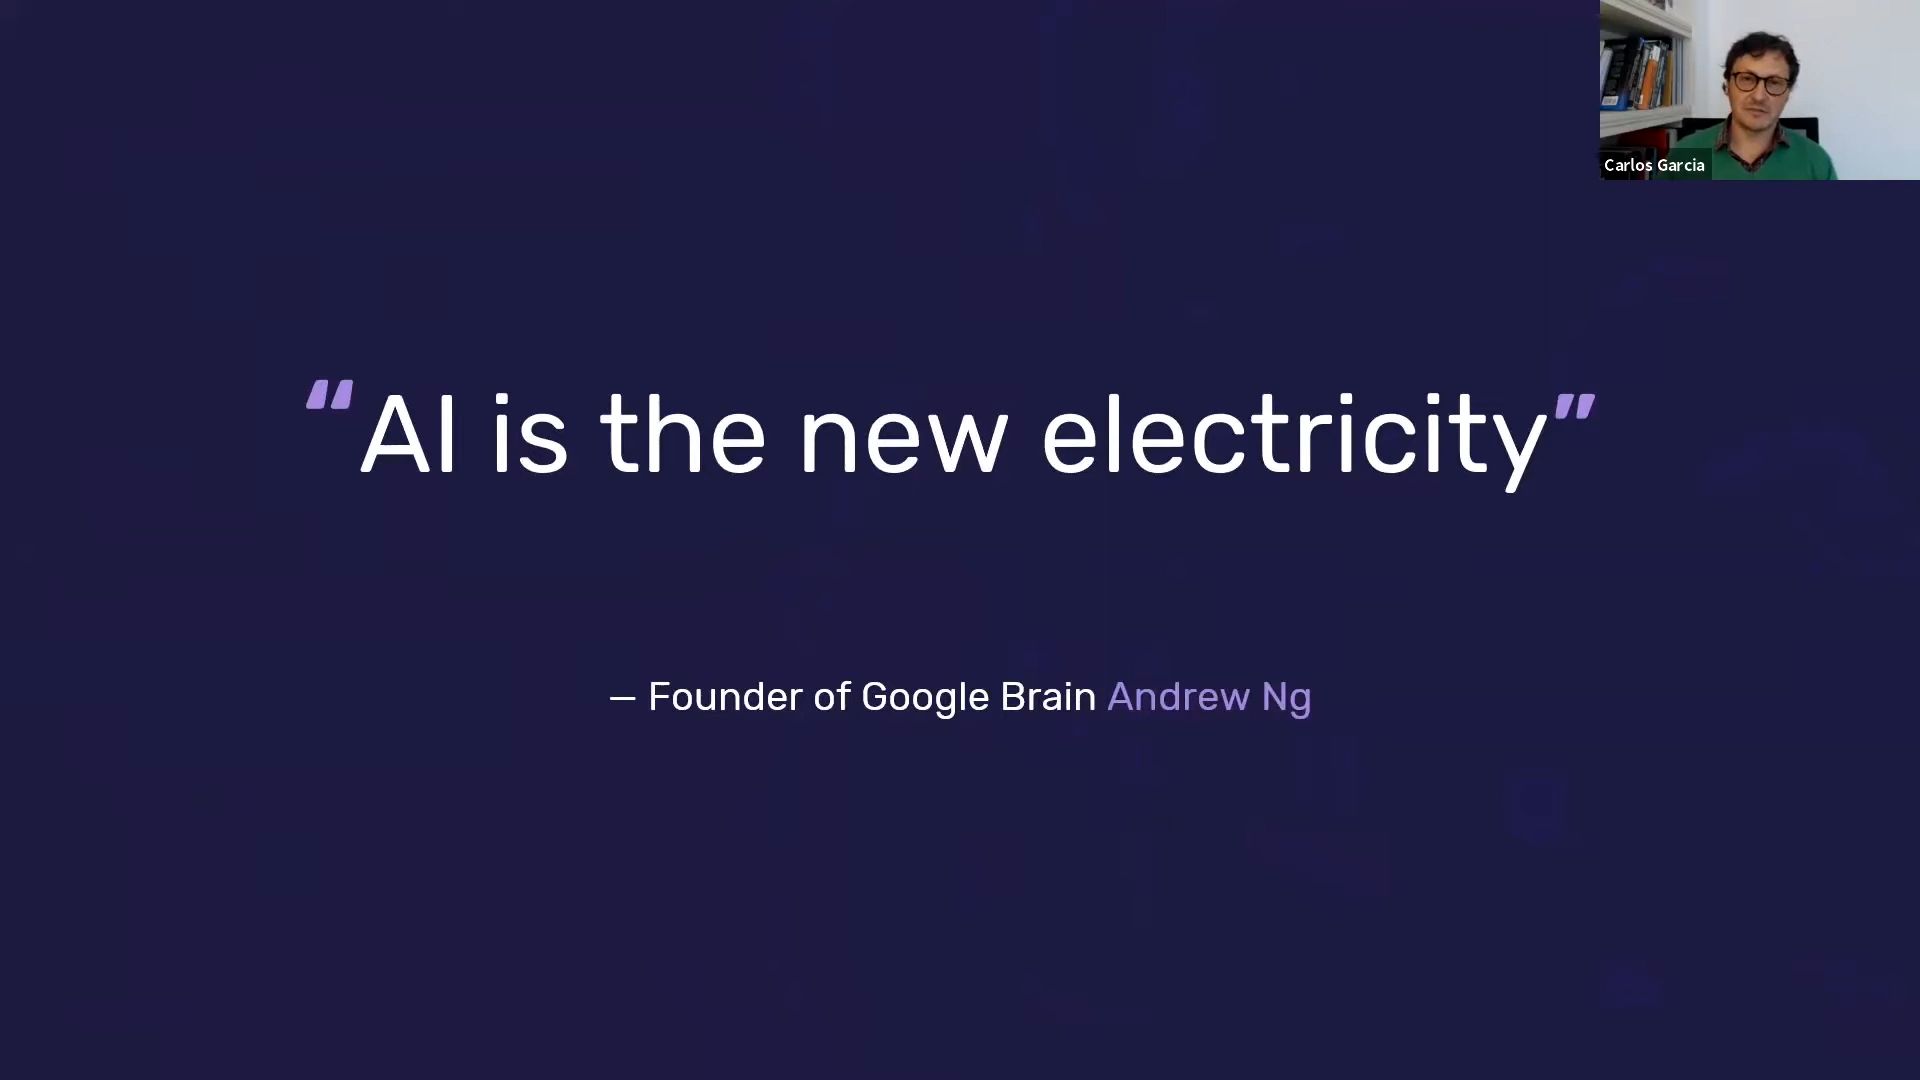 “AI is the new electricity”
— Founder of Google Brain Andrew Ng
Carlos Garcia